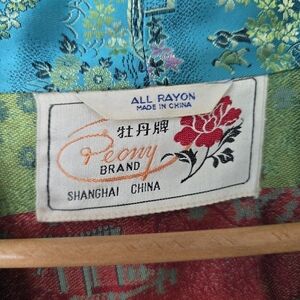 ALL RAYON
MADE IN CHINA
牡丹牌
Peony
BRAND
SHANGHAI CHINA